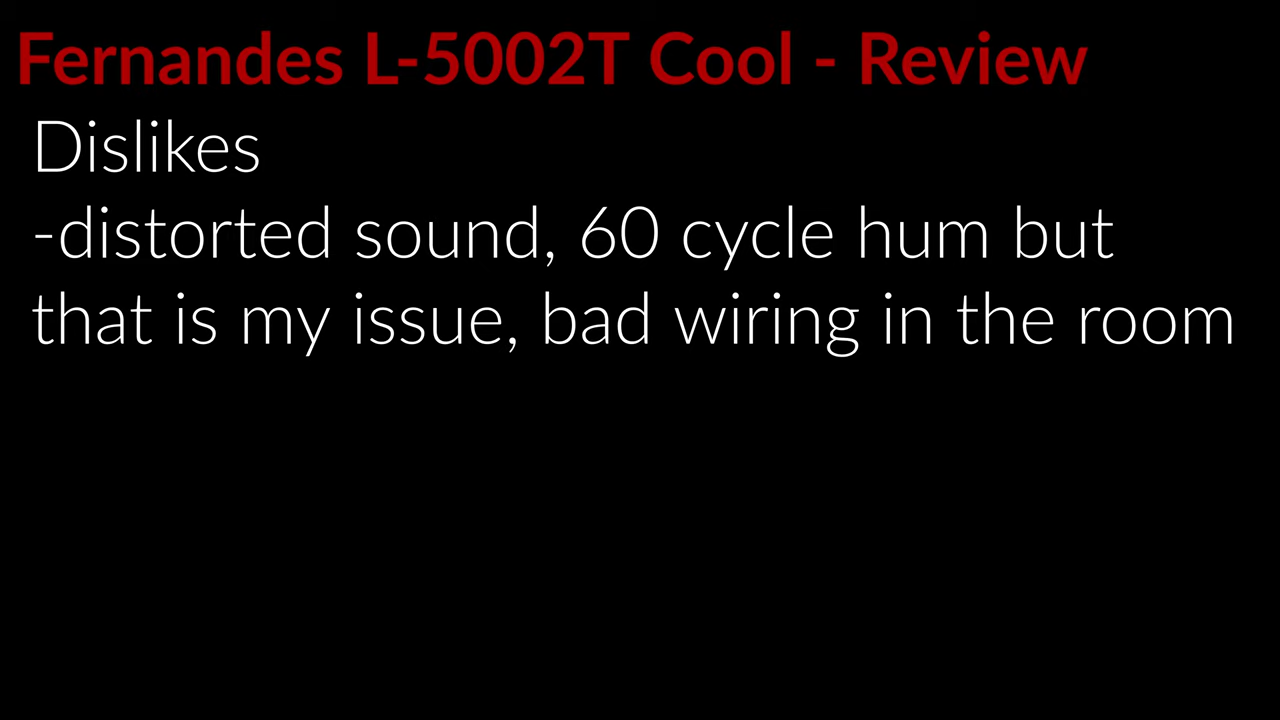 Fernandes L-5002T Cool - Review
Dislikes
-distorted sound, 60 cycle hum but
that is my issue, bad wiring in the room